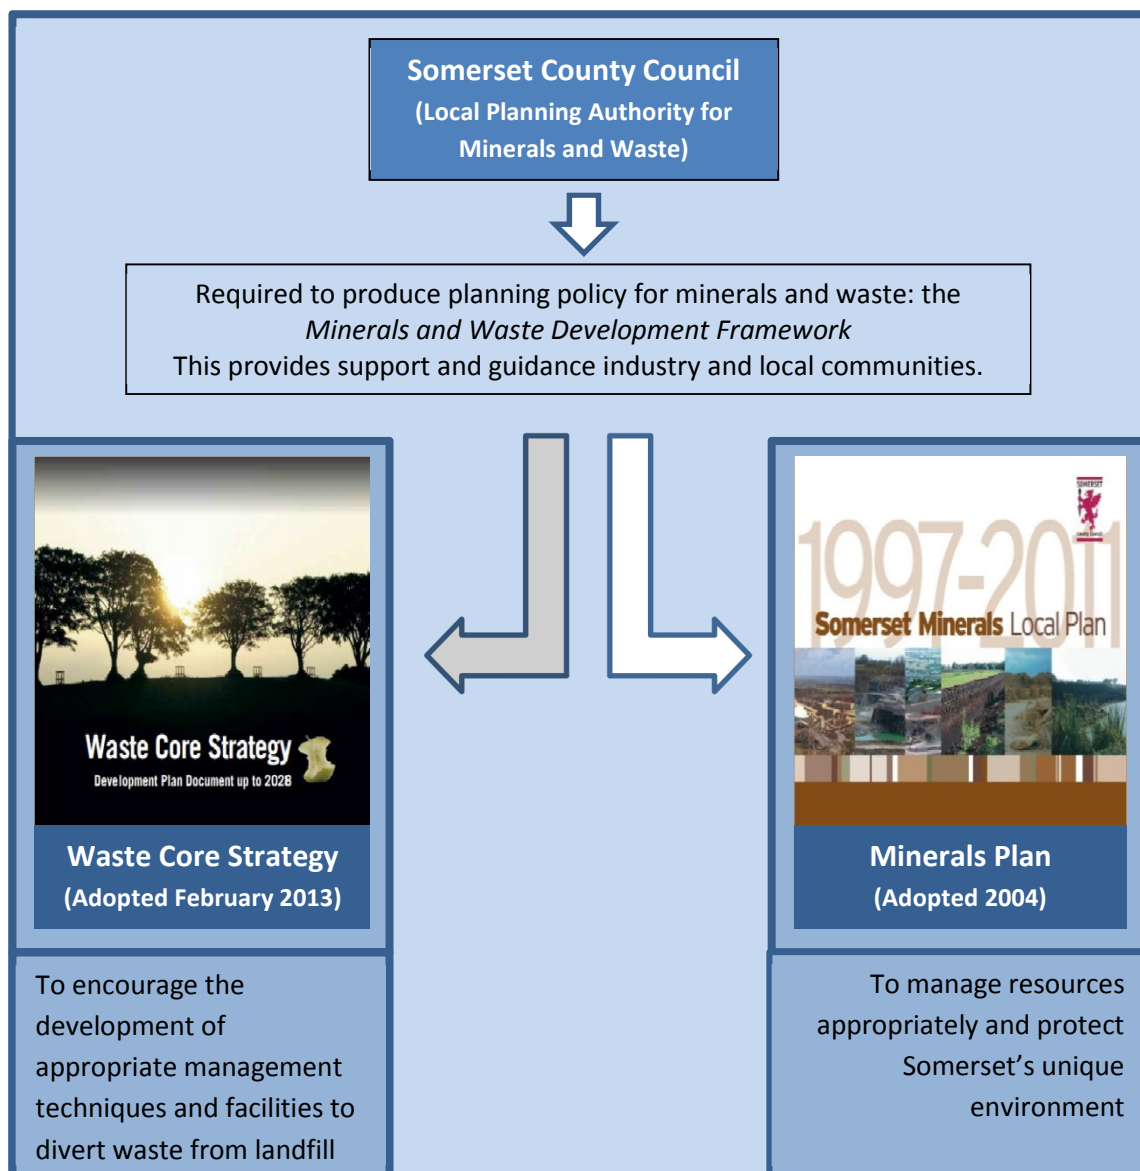 Somerset County Council
(Local Planning Authority for
Minerals and Waste)
Required to produce planning policy for minerals and waste: the
Minerals and Waste Development Framework
This provides support and guidance industry and local communities.
Waste Core Strategy
Development Plan Document up to 2028
Waste Core Strategy
(Adopted February 2013)
To encourage the
development of
appropriate management
techniques and facilities to
divert waste from landfill
SOMERSET
COUNTY COUNCIL
1997-2011
Somerset Minerals Local Plan
Minerals Plan
(Adopted 2004)
To manage resources
appropriately and protect
Somerset’s unique
environment